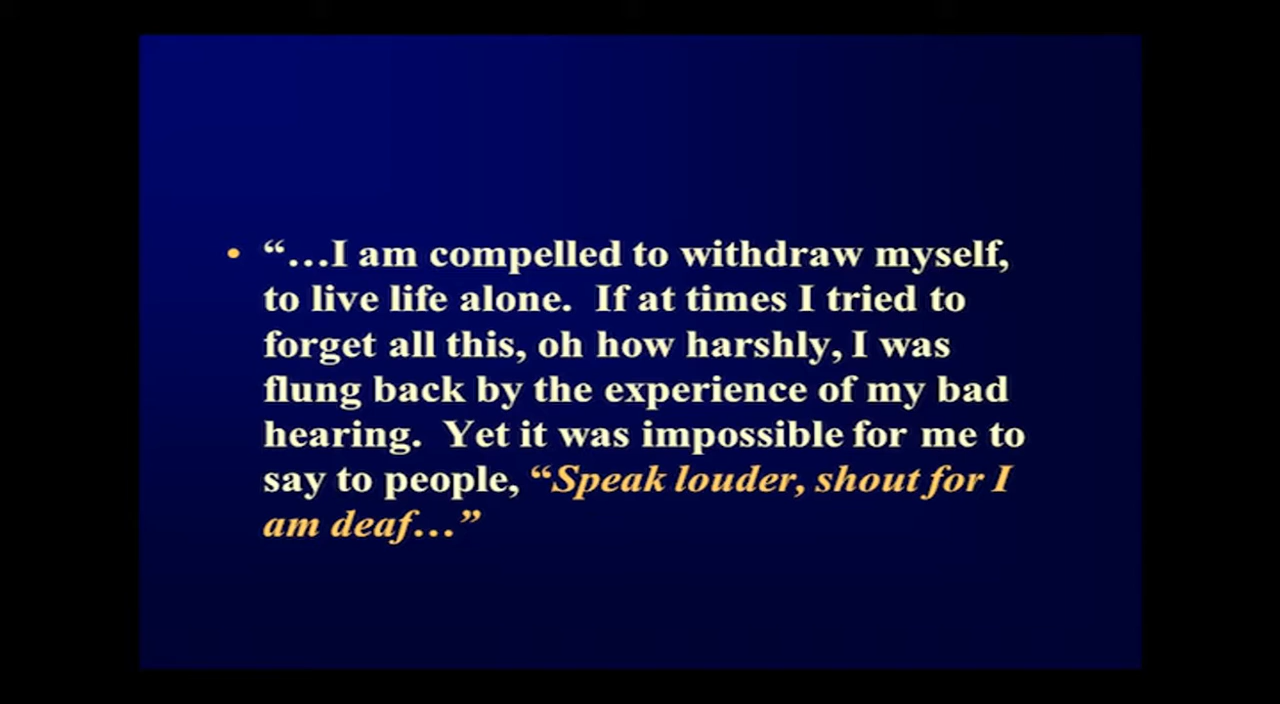 • “…I am compelled to withdraw myself,
to live life alone.  If at times I tried to
forget all this, oh how harshly, I was
flung back by the experience of my bad
hearing.  Yet it was impossible for me to
say to people, “Speak louder, shout for I
am deaf…”